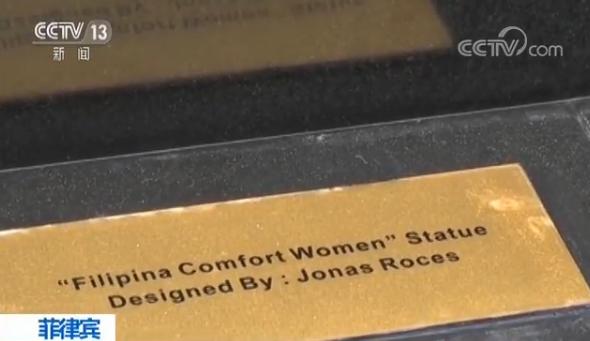 CCTV 13
新闻
CCTV.com
"Filipina Comfort Women" Statue
Designed By : Jonas Roces
菲律宾